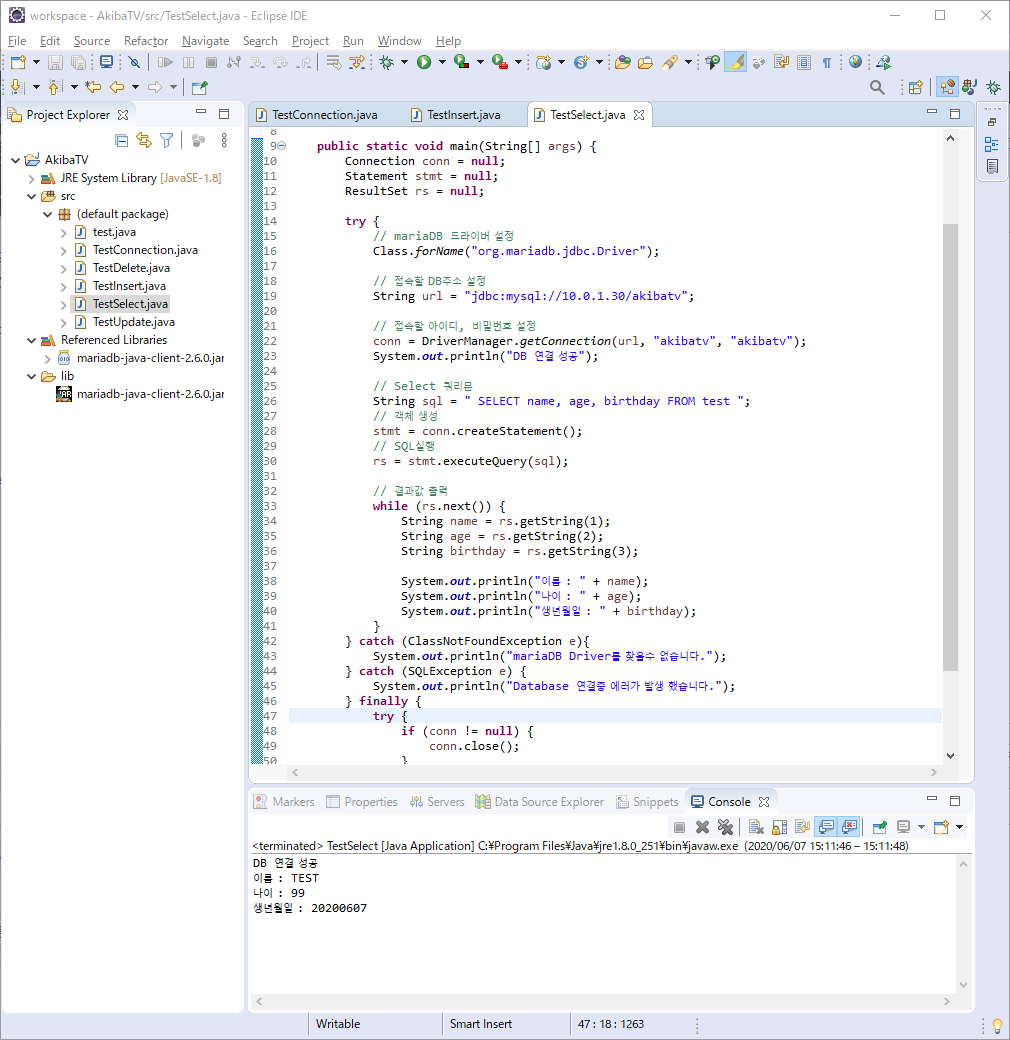 workspace - AkibaTV/src/TestSelect.java - Eclipse IDE
File Edit Source Refactor Navigate Search Project Run Window Help
Project Explorer
AkibaTV
JRE System Library [JavaSE-1.8]
src
(default package)
test.java
TestConnection.java
TestDelete.java
TestInsert.java
TestSelect.java
TestUpdate.java
Referenced Libraries
mariadb-java-client-2.6.0.jar
lib
mariadb-java-client-2.6.0.jar
TestConnection.java TestInsert.java TestSelect.java
8
9 public static void main(String[] args) {
10 Connection conn = null;
11 Statement stmt = null;
12 ResultSet rs = null;
13
14 try {
15 // mariaDB 드라이버 설정
16 Class.forName("org.mariadb.jdbc.Driver");
17
18 // 접속할 DB주소 설정
19 String url = "jdbc:mysql://10.0.1.30/akibatv";
20
21 // 접속할 아이디, 비밀번호 설정
22 conn = DriverManager.getConnection(url, "akibatv", "akibatv");
23 System.out.println("DB 연결 성공");
24
25 // Select 쿼리문
26 String sql = " SELECT name, age, birthday FROM test ";
27 // 객체 생성
28 stmt = conn.createStatement();
29 // SQL실행
30 rs = stmt.executeQuery(sql);
31
32 // 결과값 출력
33 while (rs.next()) {
34 String name = rs.getString(1);
35 String age = rs.getString(2);
36 String birthday = rs.getString(3);
37
38 System.out.println("이름 : " + name);
39 System.out.println("나이 : " + age);
40 System.out.println("생년월일 : " + birthday);
41 }
42 } catch (ClassNotFoundException e){
43 System.out.println("mariaDB Driver를 찾을수 없습니다.");
44 } catch (SQLException e) {
45 System.out.println("Database 연결중 에러가 발생 했습니다.");
46 } finally {
47 try {
48 if (conn != null) {
49 conn.close();
50 }
Markers Properties Servers Data Source Explorer Snippets Console
<terminated> TestSelect [Java Application] C:¥Program Files¥Java¥jre1.8.0_251¥bin¥javaw.exe (2020/06/07 15:11:46 – 15:11:48)
DB 연결 성공
이름 : TEST
나이 : 99
생년월일 : 20200607
Writable Smart Insert 47 : 18 : 1263